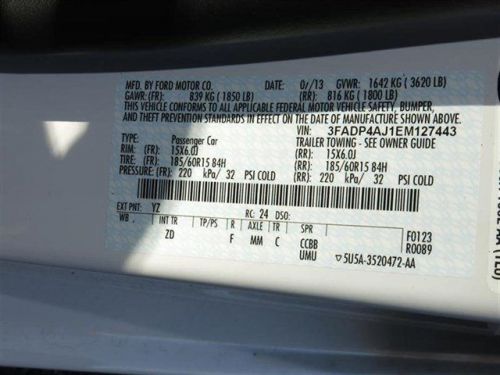 MFD. BY FORD MOTOR CO. 0 /13 GVWR: 1642 KG ( 3620 LB)
GAWR: (FR): 839 KG ( 1850 LB) (RR): 816 KG ( 1800 LB)
THIS VEHICLE CONFORMS TO ALL APPLICABLE FEDERAL MOTOR VEHICLE SAFETY, BUMPER,
AND THEFT PREVENTION STANDARDS IN EFFECT ON THE DATE OF MANUFACTURE SHOWN ABOVE.
VIN: 3FADP4AJ1EM127443
TYPE: Passenger Car TRAILER TOWING - SEE OWNER GUIDE
RIM: (FR): 15X6.0J (RR): 15X6.0J
TIRE: (FR): 185/60R15 84H (RR): 185/60R15 84H
PRESSURE: (FR): 220 kPa/ 32 PSI COLD (RR): 220 kPa/ 32 PSI COLD
EXT PNT: YZ RC: 24 DSO:
WB INT TR TP/PS R AXLE TR SPR F0123
ZD F MM C CCBB R0089
UMU 5U5A-3520472-AA